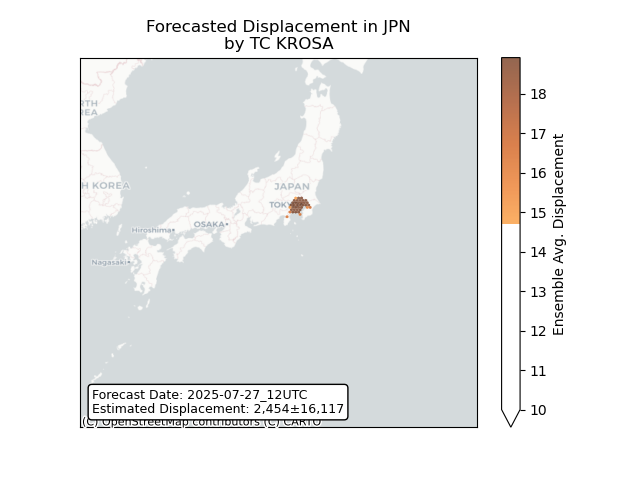 Forecasted Displacement in JPN
by TC KROSA
RTH
REA
H KOREA
JAPAN
TOKYO
OSAKA
Hiroshima
Nagasaki
Forecast Date: 2025-07-27_12UTC
Estimated Displacement: 2,454±16,117
(C) OpenStreetMap contributors (C) CARTO
18
17
16
15
14
13
12
11
10
Ensemble Avg. Displacement